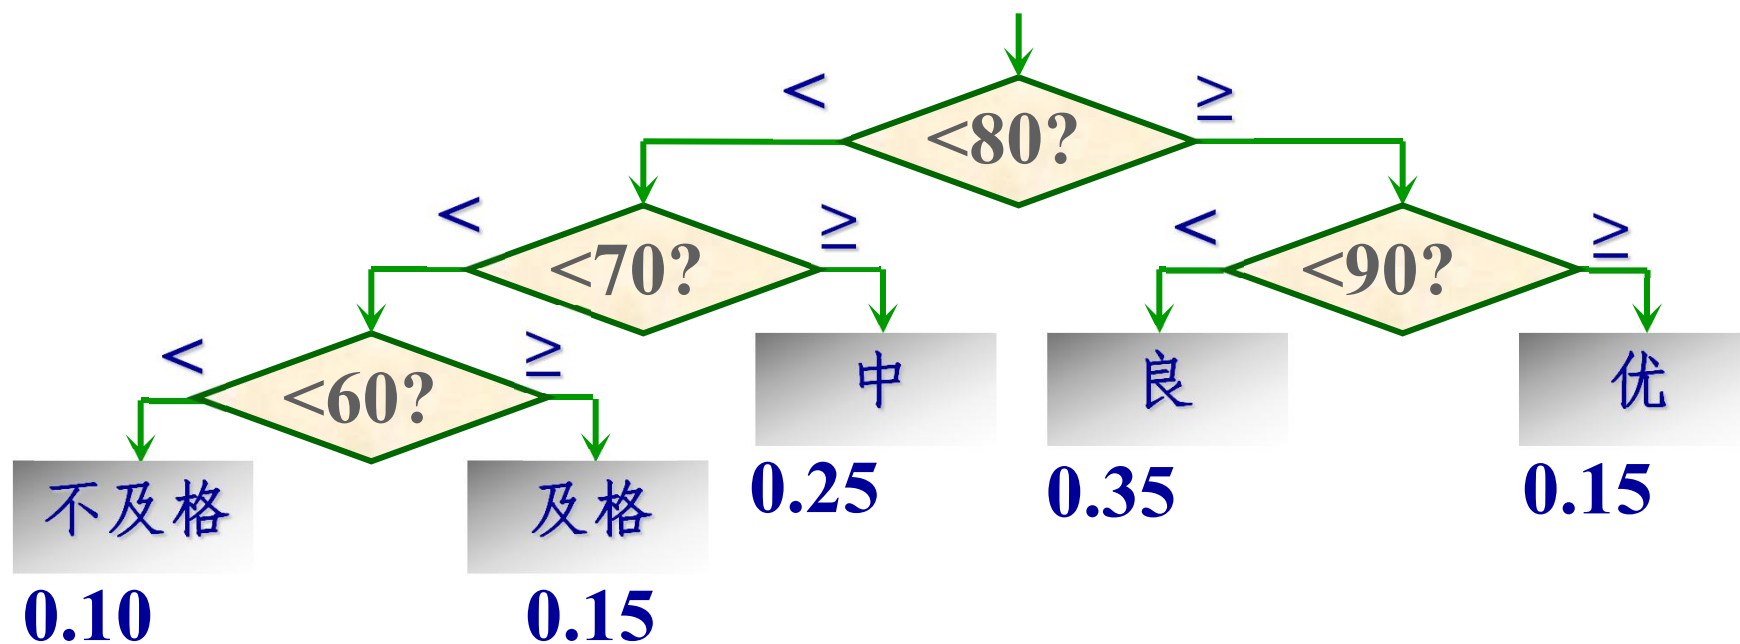 < ≥
<80?
< ≥ < ≥
<70? <90?
< ≥
<60? 中 良 优
不及格 及格 0.25 0.35 0.15
0.10 0.15